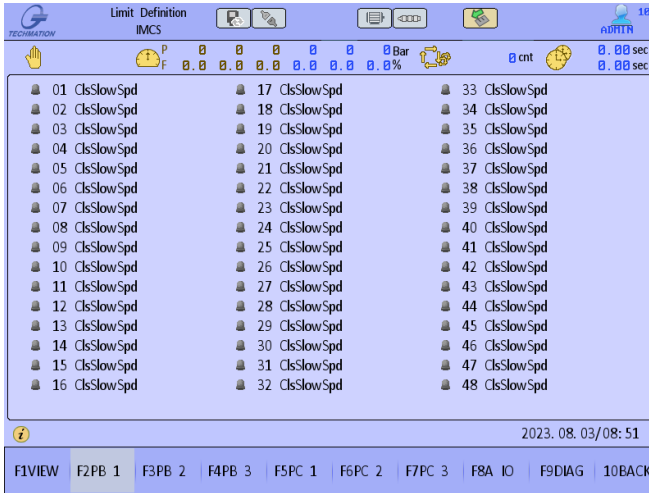 TECHMATION
Limit Definition
IMCS
10
ADMIN
P 0 0 0 0 0 0 Bar
F 0.0 0.0 0.0 0.0 0.0 0.0 %
0 cnt
0.00 sec
0.00 sec
01 ClsSlowSpd 17 ClsSlowSpd 33 ClsSlowSpd
02 ClsSlowSpd 18 ClsSlowSpd 34 ClsSlowSpd
03 ClsSlowSpd 19 ClsSlowSpd 35 ClsSlowSpd
04 ClsSlowSpd 20 ClsSlowSpd 36 ClsSlowSpd
05 ClsSlowSpd 21 ClsSlowSpd 37 ClsSlowSpd
06 ClsSlowSpd 22 ClsSlowSpd 38 ClsSlowSpd
07 ClsSlowSpd 23 ClsSlowSpd 39 ClsSlowSpd
08 ClsSlowSpd 24 ClsSlowSpd 40 ClsSlowSpd
09 ClsSlowSpd 25 ClsSlowSpd 41 ClsSlowSpd
10 ClsSlowSpd 26 ClsSlowSpd 42 ClsSlowSpd
11 ClsSlowSpd 27 ClsSlowSpd 43 ClsSlowSpd
12 ClsSlowSpd 28 ClsSlowSpd 44 ClsSlowSpd
13 ClsSlowSpd 29 ClsSlowSpd 45 ClsSlowSpd
14 ClsSlowSpd 30 ClsSlowSpd 46 ClsSlowSpd
15 ClsSlowSpd 31 ClsSlowSpd 47 ClsSlowSpd
16 ClsSlowSpd 32 ClsSlowSpd 48 ClsSlowSpd
i
2023. 08. 03/08: 51
F1VIEW F2PB 1 F3PB 2 F4PB 3 F5PC 1 F6PC 2 F7PC 3 F8A IO F9DIAG 10BACK